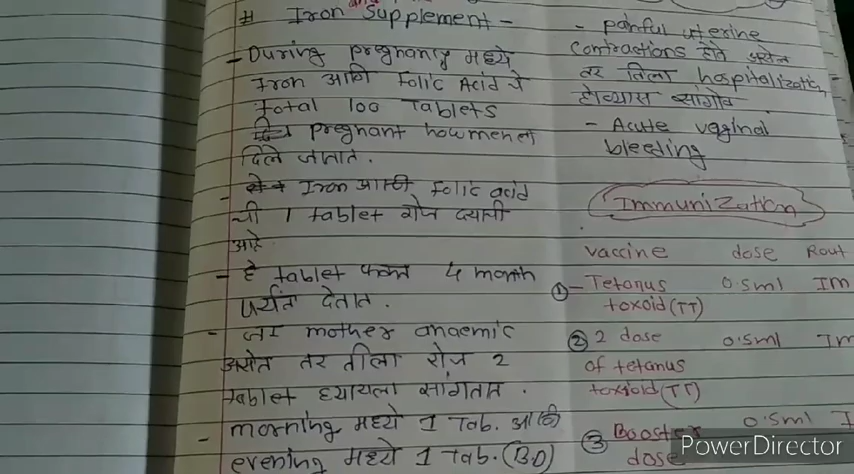 # Iron Supplement -
- During pregnancy मध्ये
Iron आणि Folic Acid चे
Total 100 Tablets
pregnant howmen ला
दिले जातात.
- Iron आणि Folic acid
ची 1 tablet रोज द्यावी
आहे.
- हे tablet फक्त 4 month
पर्यंत देतात.
- जर mother anaemic
असेल तर तीला रोज 2
tablet घ्यायला सांगतात.
- morning मध्ये 1 Tab. आणि
evening मध्ये 1 Tab. (BD)
- painful uterine
contractions होत असेल
तर तिला hospitalization
होण्यास सांगावे
- Acute vaginal
bleeding
Immunization
vaccine dose Rout
① - Tetanus 0.5ml IM
toxoid (TT)
② 2 dose 0.5ml Im
of tetanus
toxioid (TT)
③ Booster 0.5ml I
dose
PowerDirector